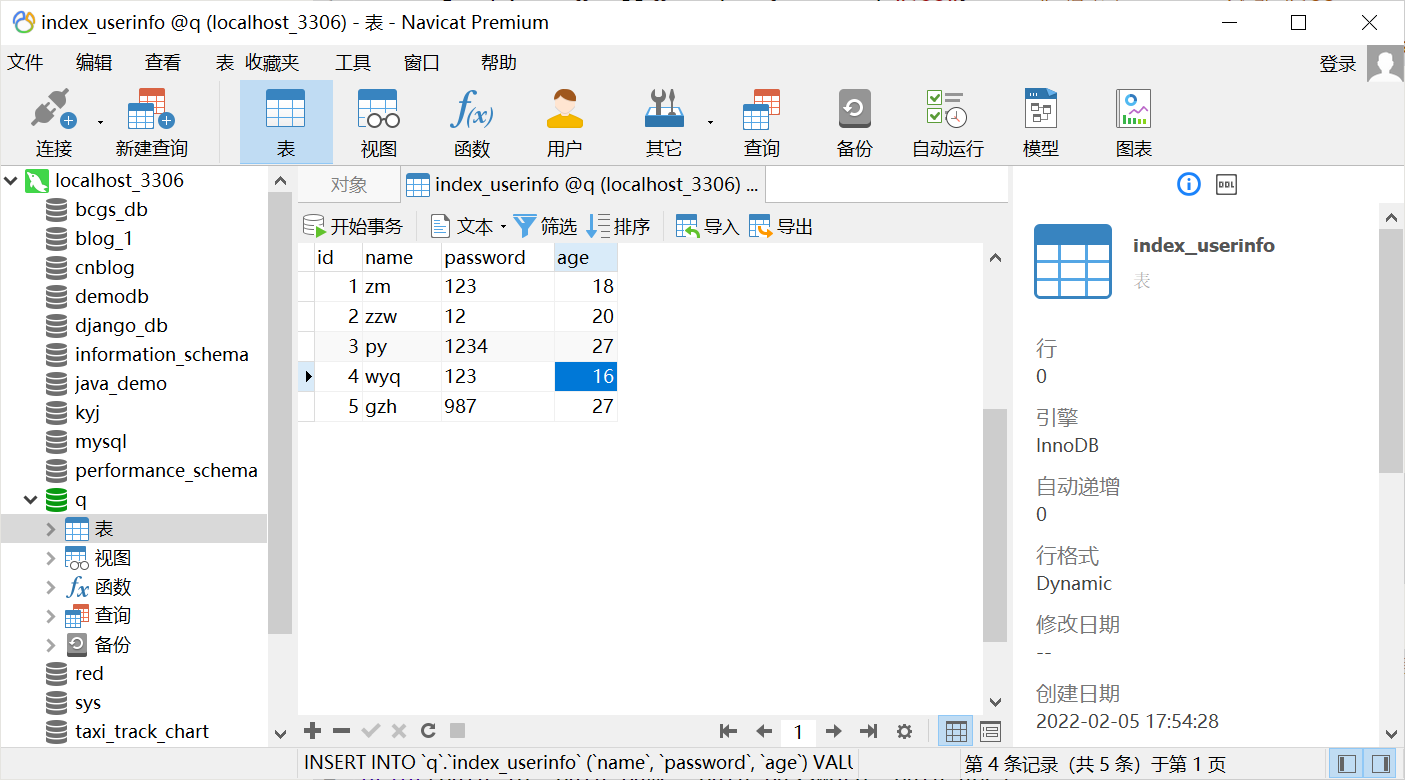 index_userinfo @q (localhost_3306) - 表 - Navicat Premium
文件 编辑 查看 表 收藏夹 工具 窗口 帮助 登录
连接 新建查询 表 视图 函数 用户 其它 查询 备份 自动运行 模型 图表
localhost_3306
bcgs_db
blog_1
cnblog
demodb
django_db
information_schema
java_demo
kyj
mysql
performance_schema
q
表
视图
函数
查询
备份
red
sys
taxi_track_chart
对象 index_userinfo @q (localhost_3306) ...
开始事务 文本 筛选 排序 导入 导出
id name password age
1 zm 123 18
2 zzw 12 20
3 py 1234 27
4 wyq 123 16
5 gzh 987 27
1
DDL
index_userinfo
表
行
0
引擎
InnoDB
自动递增
0
行格式
Dynamic
修改日期
--
创建日期
2022-02-05 17:54:28
INSERT INTO `q`.`index_userinfo` (`name`, `password`, `age`) VALU
第 4 条记录（共 5 条）于第 1 页